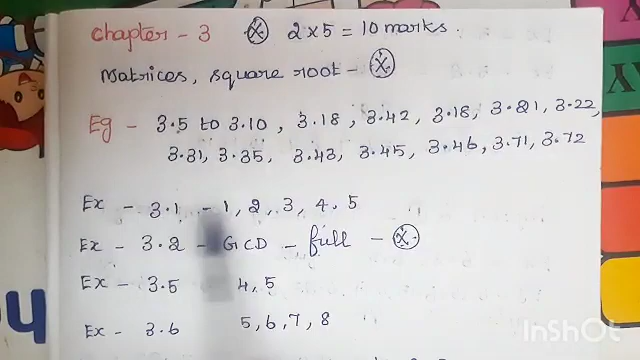 Chapter - 3 ⊗ 2 x 5 = 10 marks.
Matrices, square root - ⊗
Eg - 3.5 to 3.10, 3.18, 3.42, 3.18, 3.21, 3.22,
3.31, 3.35, 3.43, 3.45, 3.46, 3.71, 3.72
Ex - 3.1 - 1, 2, 3, 4, 5
Ex - 3.2 - GCD - full - ⊗
Ex - 3.5 4, 5
Ex - 3.6 5, 6, 7, 8
InShOt